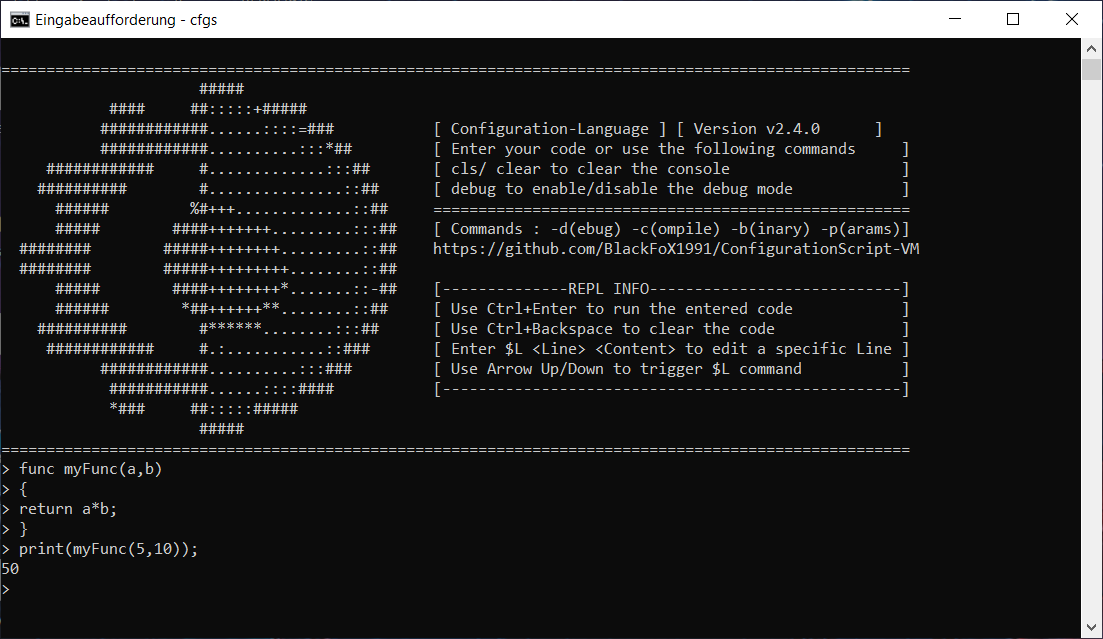 Eingabeaufforderung - cfgs
[ Configuration-Language ] [ Version v2.4.0      ]
[ Enter your code or use the following commands     ]
[ cls/ clear to clear the console                   ]
[ debug to enable/disable the debug mode            ]
[ Commands : -d(ebug) -c(ompile) -b(inary) -p(arams)]
https://github.com/BlackFoX1991/ConfigurationScript-VM
[--------------REPL INFO----------------------------]
[ Use Ctrl+Enter to run the entered code            ]
[ Use Ctrl+Backspace to clear the code              ]
[ Enter $L <Line> <Content> to edit a specific Line ]
[ Use Arrow Up/Down to trigger $L command           ]
[---------------------------------------------------]
> func myFunc(a,b)
> {
> return a*b;
> }
> print(myFunc(5,10));
50
>